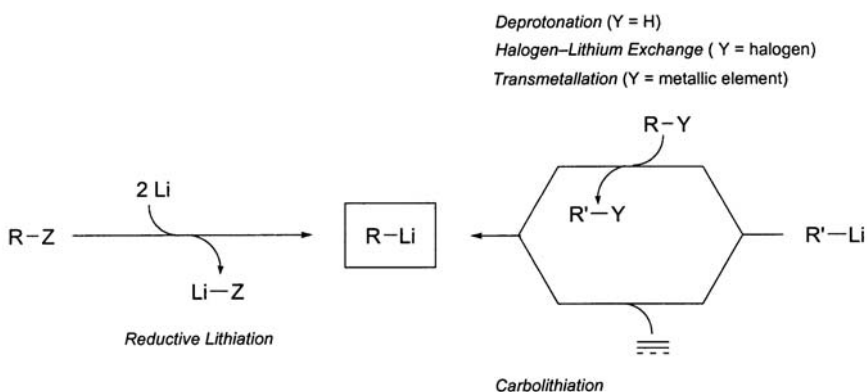 Deprotonation (Y = H)
Halogen–Lithium Exchange ( Y = halogen)
Transmetallation (Y = metallic element)
R–Y
2 Li
R'–Y
R–Z
R–Li
R'–Li
Li–Z
Reductive Lithiation
Carbolithiation